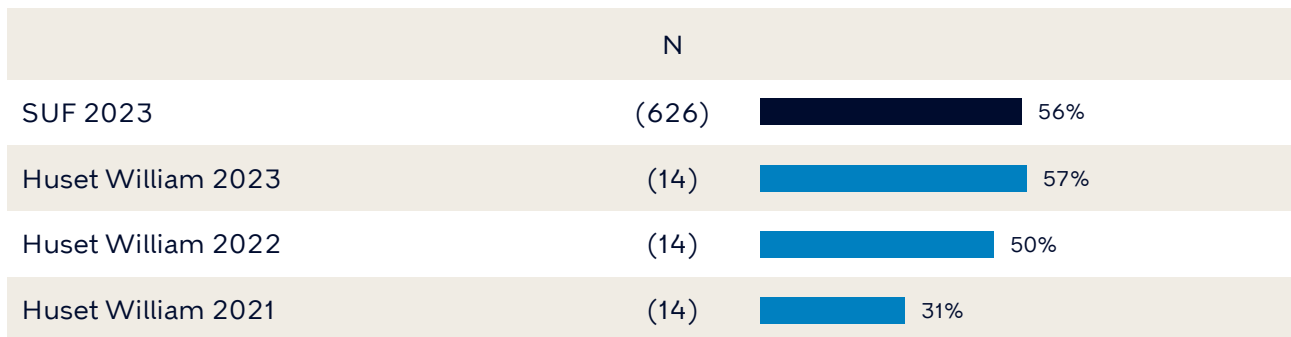 N
SUF 2023 (626) 56%
Huset William 2023 (14) 57%
Huset William 2022 (14) 50%
Huset William 2021 (14) 31%